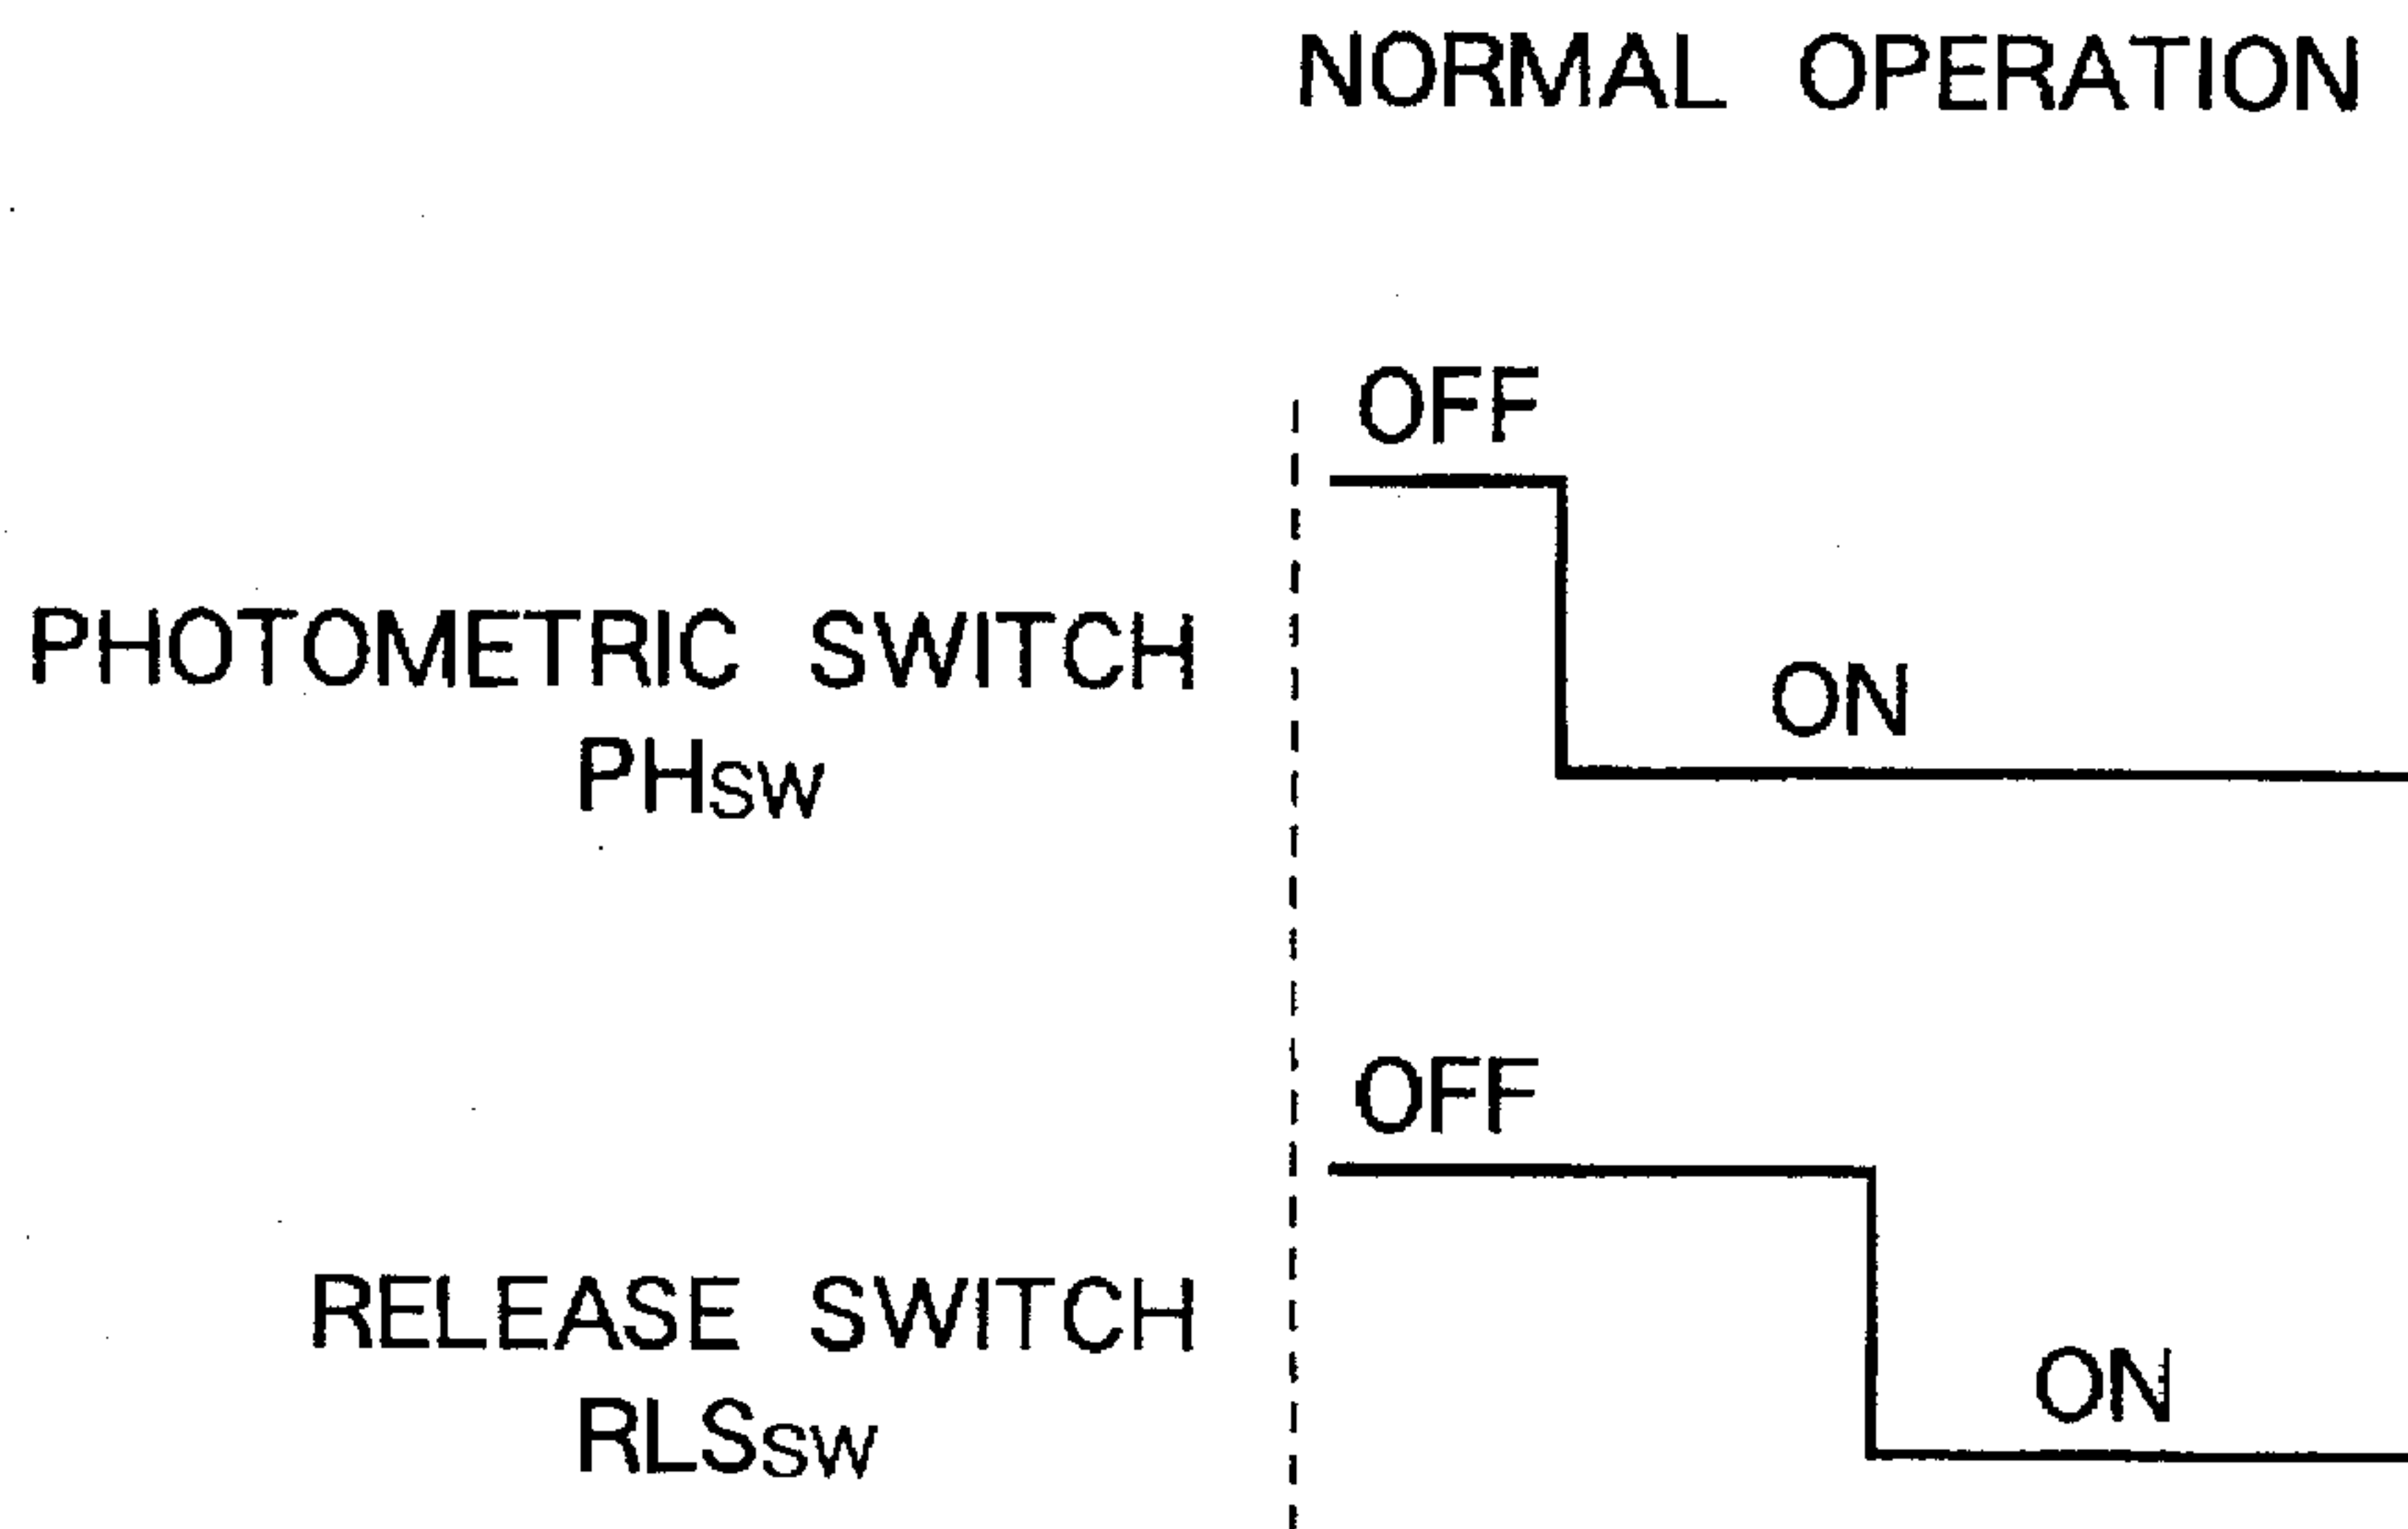 NORMAL OPERATION
OFF
PHOTOMETRIC SWITCH
ON
PHSW
OFF
RELEASE SWITCH
ON
RLSSW